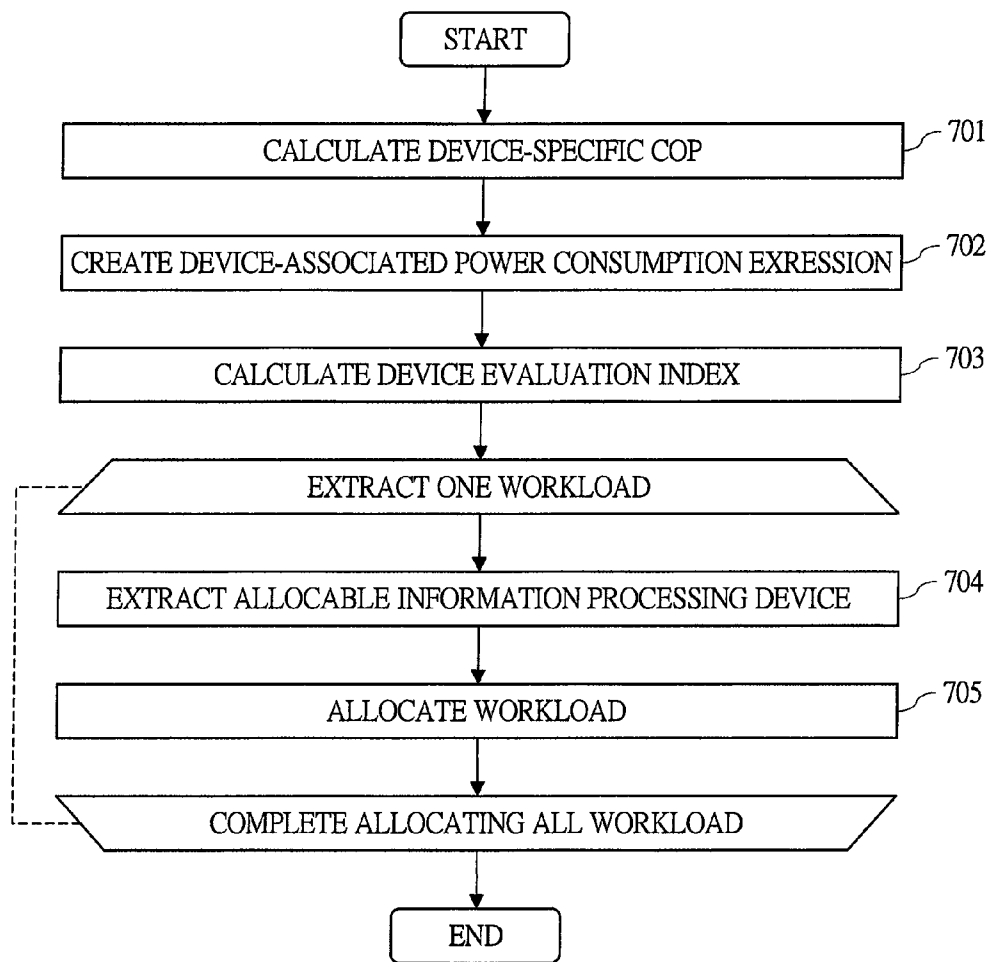 START
CALCULATE DEVICE-SPECIFIC COP
701
CREATE DEVICE-ASSOCIATED POWER CONSUMPTION EXRESSION
702
CALCULATE DEVICE EVALUATION INDEX
703
EXTRACT ONE WORKLOAD
EXTRACT ALLOCABLE INFORMATION PROCESSING DEVICE
704
ALLOCATE WORKLOAD
705
COMPLETE ALLOCATING ALL WORKLOAD
END